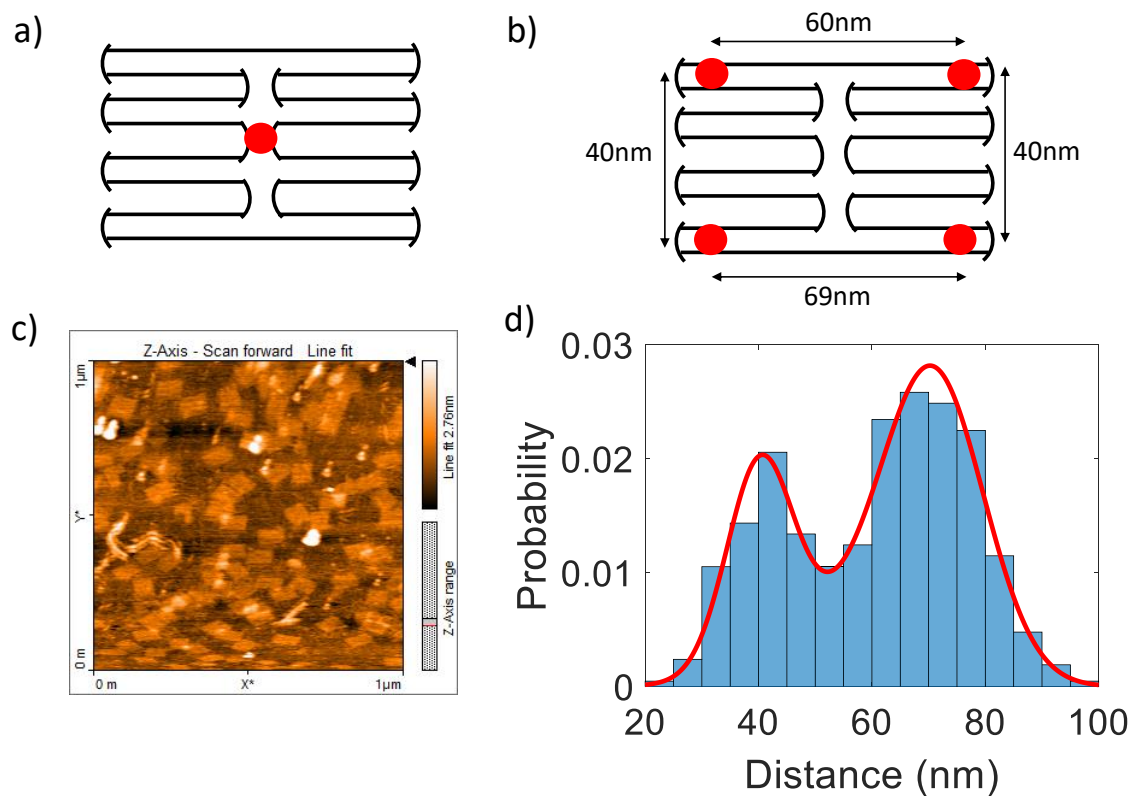 a)
b)
60nm
40nm
40nm
69nm
c)
Z-Axis - Scan forward Line fit
1µm
Y*
0 m
0 m
X*
1µm
Line fit 2.76nm
Z-Axis range
d)
0.03
0.02
0.01
0
Probability
20
40
60
80
100
Distance (nm)